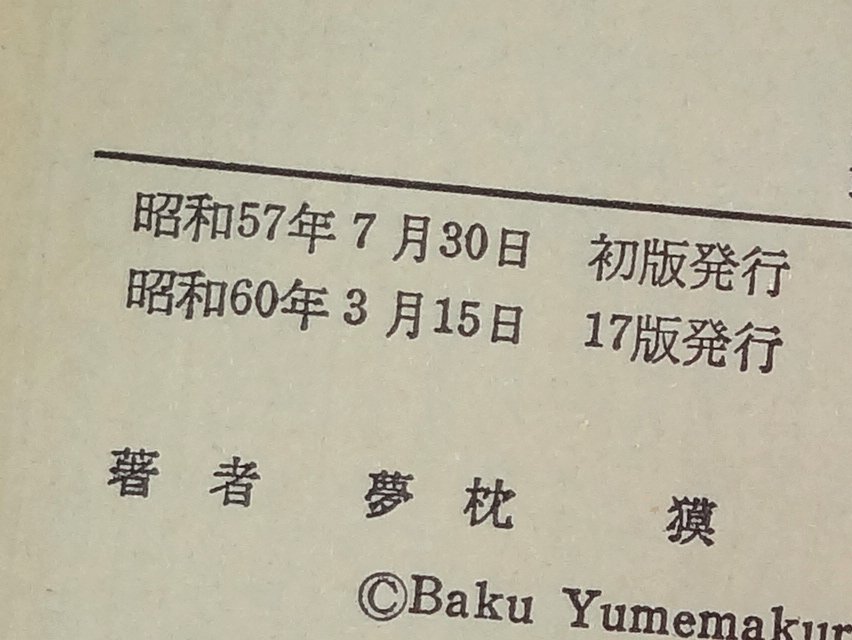 昭和57年7月30日 初版発行
昭和60年3月15日 17版発行
著者 夢枕 獏
©Baku Yumemakur